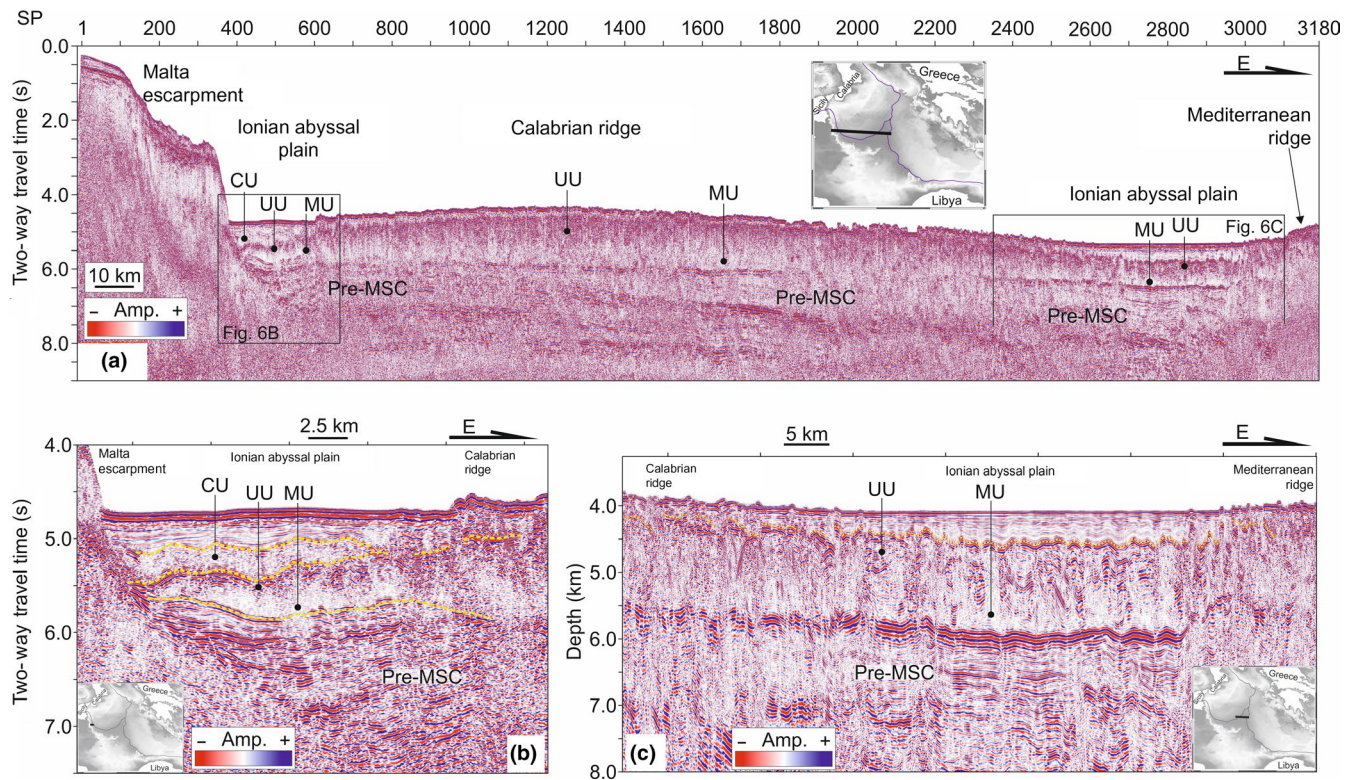 SP
1 200 400 600 800 1000 1200 1400 1600 1800 2000 2200 2400 2600 2800 3000 3180
0.0
2.0
4.0
6.0
8.0
Two-way travel time (s)
Malta
escarpment
Ionian abyssal
plain
CU
UU
MU
Calabrian ridge
UU
MU
Greece
Calabria
Sicily
Libya
E
Mediterranean
ridge
Ionian abyssal plain
MU
UU
Fig. 6C
10 km
Pre-MSC
Pre-MSC
Pre-MSC
- Amp. +
Fig. 6B
(a)
2.5 km
E
4.0
5.0
6.0
7.0
Two-way travel time (s)
Malta
escarpment
Ionian abyssal plain
Calabrian
ridge
CU
UU
MU
Pre-MSC
Greece
Libya
- Amp. +
(b)
5 km
E
Calabrian
ridge
Ionian abyssal plain
Mediterranean
ridge
UU
MU
4.0
5.0
6.0
7.0
8.0
Depth (km)
Pre-MSC
Greece
Libya
- Amp. +
(c)